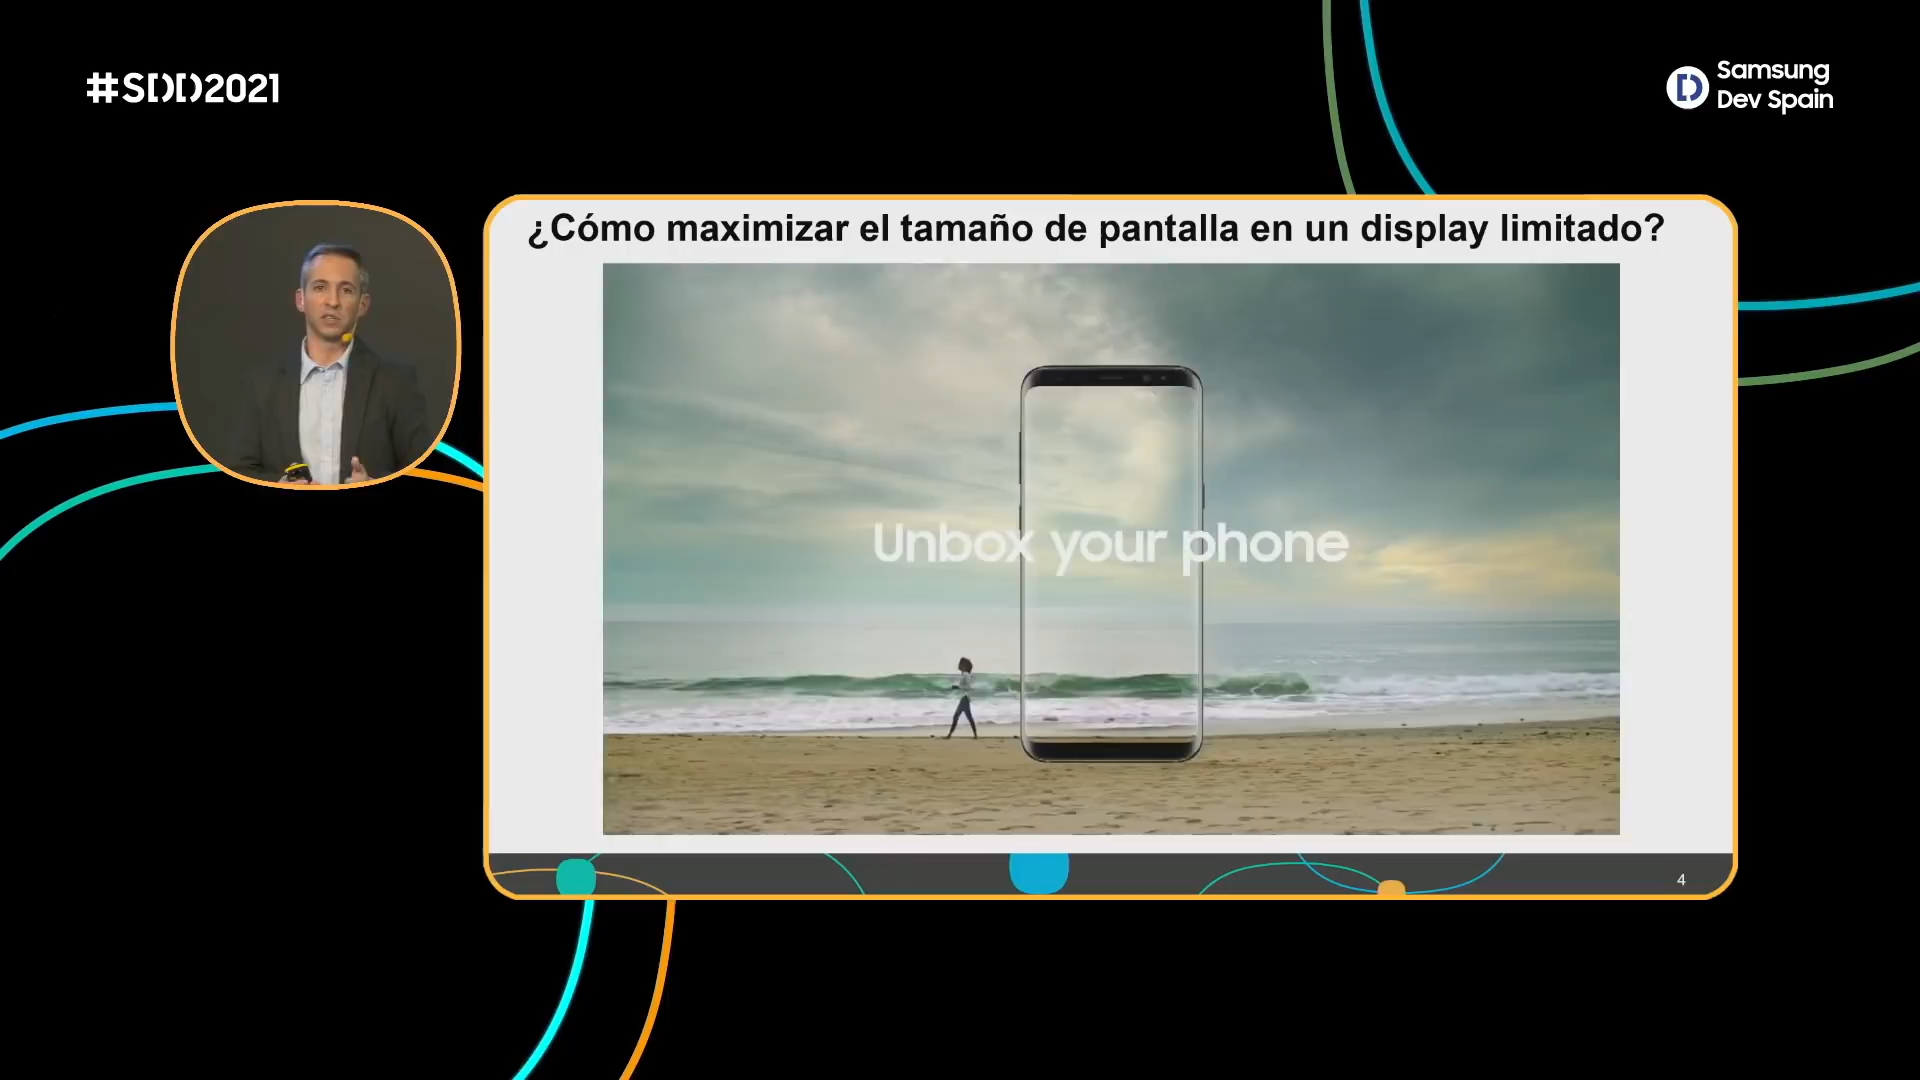 #SDD2021
Samsung
Dev Spain
¿Cómo maximizar el tamaño de pantalla en un display limitado?
Unbox your phone
4